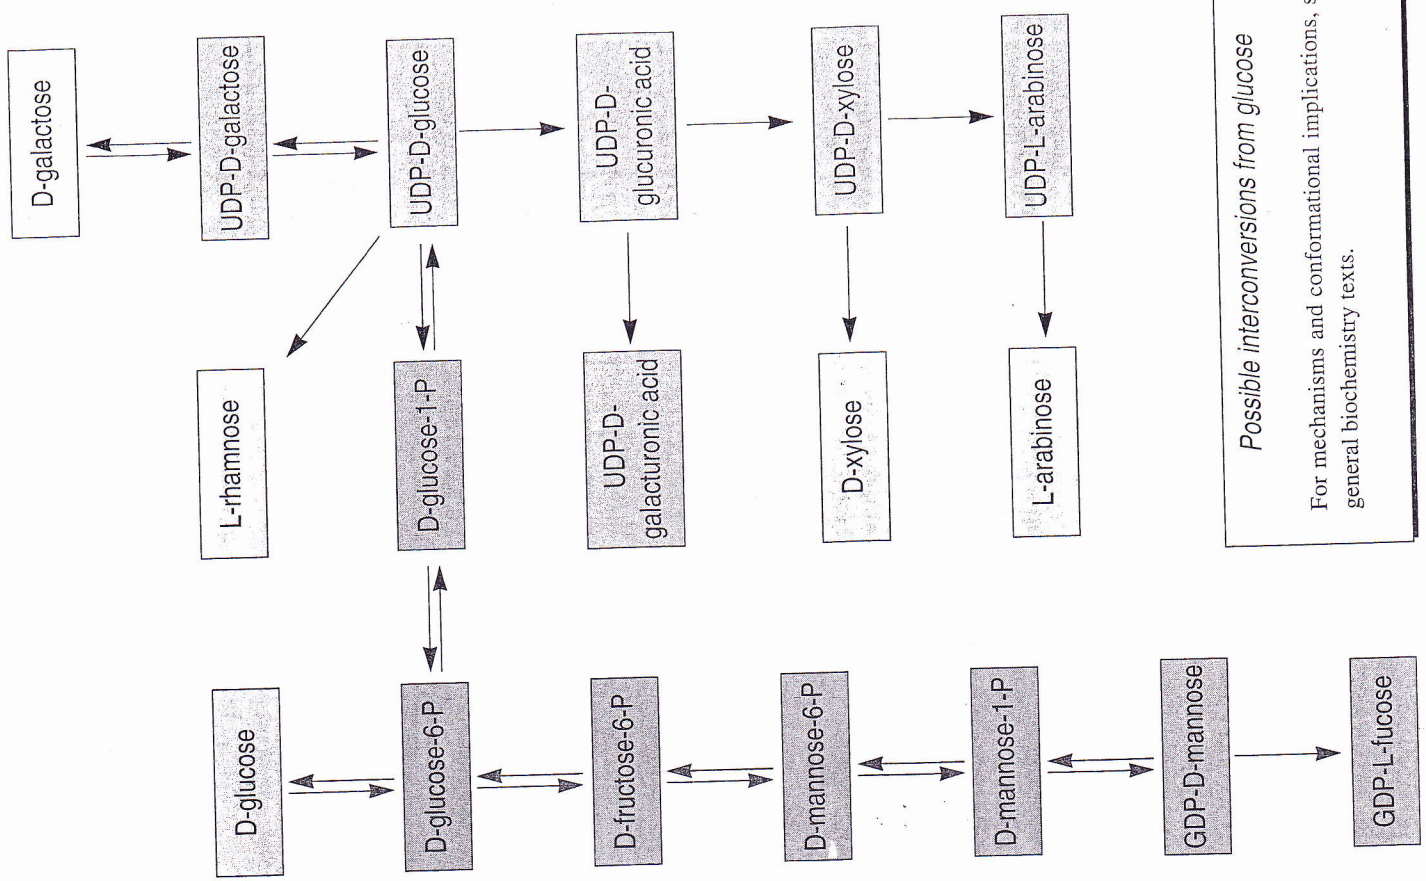 D-galactose
D-glucose
L-rhamnose
UDP-D-galactose
D-glucose-6-P
D-glucose-1-P
UDP-D-glucose
D-fructose-6-P
UDP-D-
galacturonic acid
UDP-D-
glucuronic acid
D-mannose-6-P
D-xylose
UDP-D-xylose
D-mannose-1-P
L-arabinose
UDP-L-arabinose
GDP-D-mannose
GDP-L-fucose
Possible interconversions from glucose
For mechanisms and conformational implications, s
general biochemistry texts.